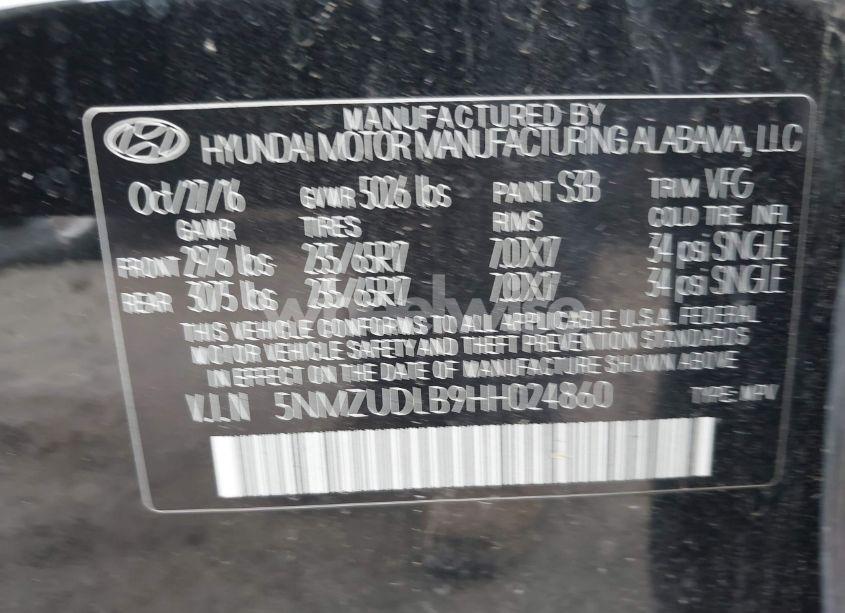 MANUFACTURED BY
HYUNDAI MOTOR MANUFACTURING ALABAMA, LLC
Oct/27/16 GVWR 5026 lbs PAINT S3B TRIM VFG
GAWR TIRES RIMS COLD TIRE INFL
FRONT 2976 lbs 235/65R17 7.0JX17 34 psi SINGLE
REAR 3075 lbs 235/65R17 7.0JX17 34 psi SINGLE
wheelwise
THIS VEHICLE CONFORMS TO ALL APPLICABLE U.S.A. FEDERAL
MOTOR VEHICLE SAFETY AND THEFT PREVENTION STANDARDS
IN EFFECT ON THE DATE OF MANUFACTURE SHOWN ABOVE
V.I.N 5NMZUDLB9HH024860 TYPE: MPV